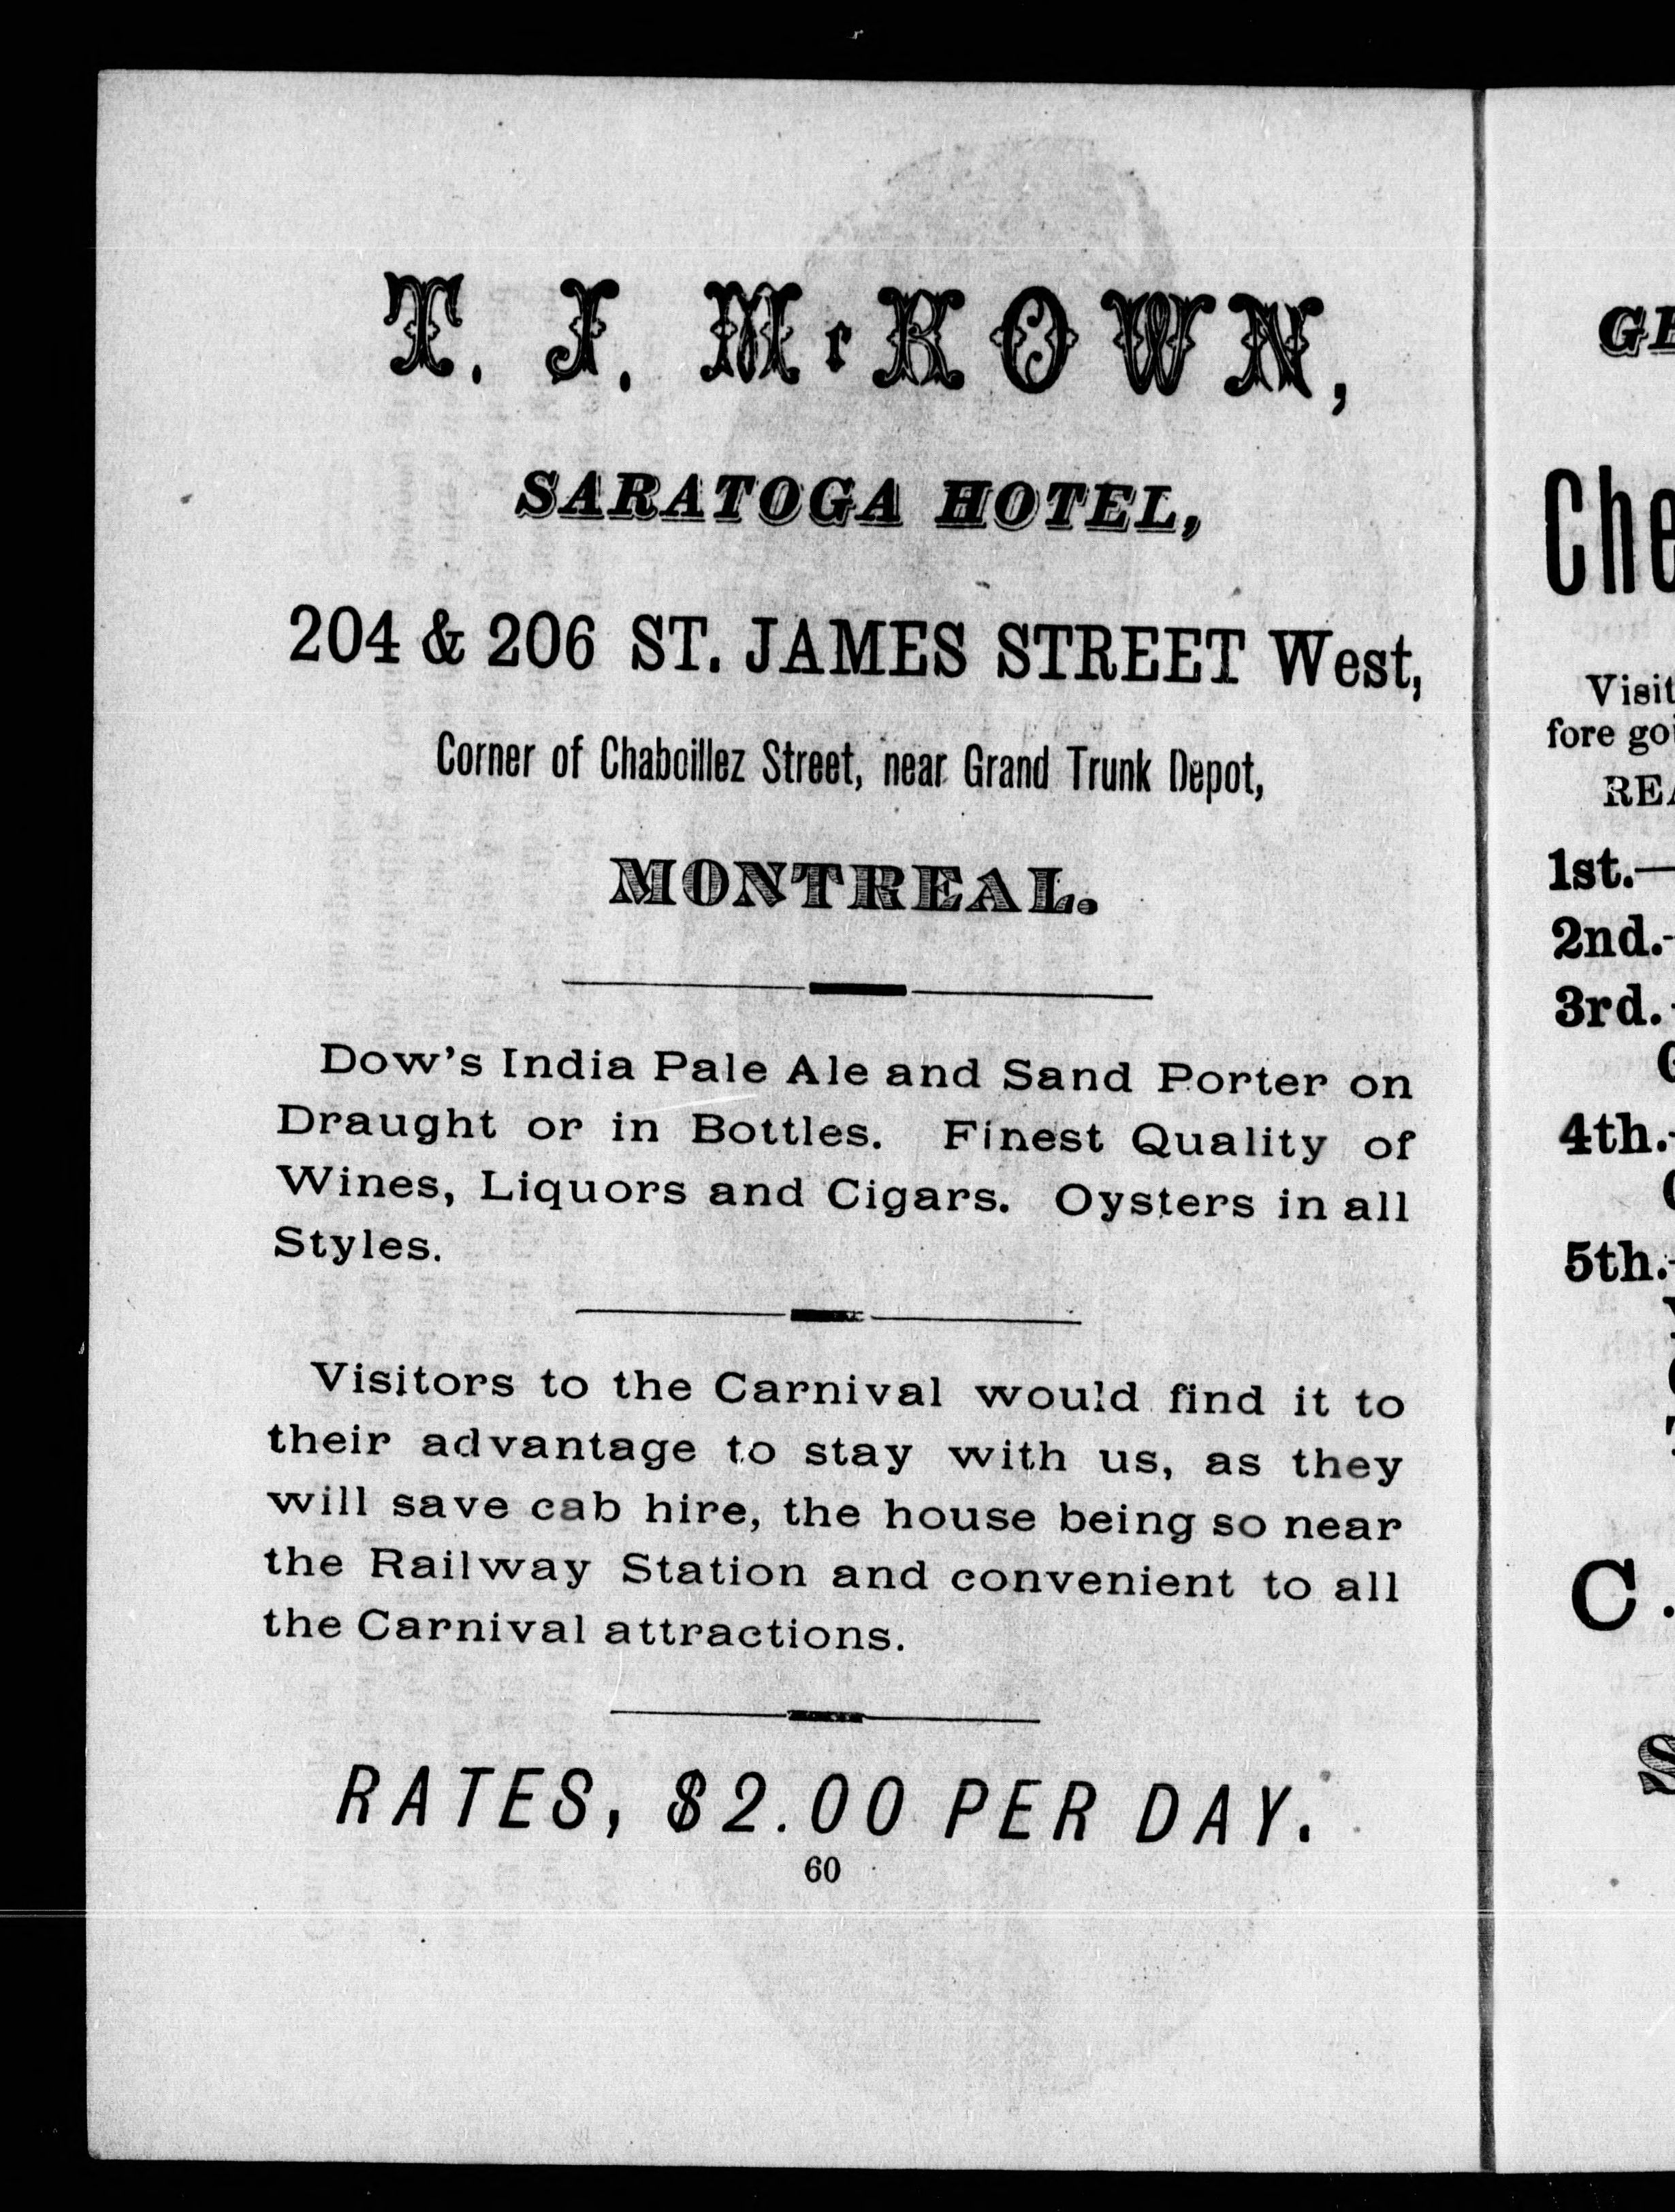 T. J. McKOWN,
SARATOGA HOTEL,
204 & 206 ST. JAMES STREET West,
Corner of Chaboillez Street, near Grand Trunk Depot,
MONTREAL.
Dow's India Pale Ale and Sand Porter on
Draught or in Bottles. Finest Quality of
Wines, Liquors and Cigars. Oysters in all
Styles.
Visitors to the Carnival would find it to
their advantage to stay with us, as they
will save cab hire, the house being so near
the Railway Station and convenient to all
the Carnival attractions.
RATES, $2.00 PER DAY.
60
Che
Visit
fore goi
1st.—
2nd.-
3rd.-
4th.-
5th.-
C.